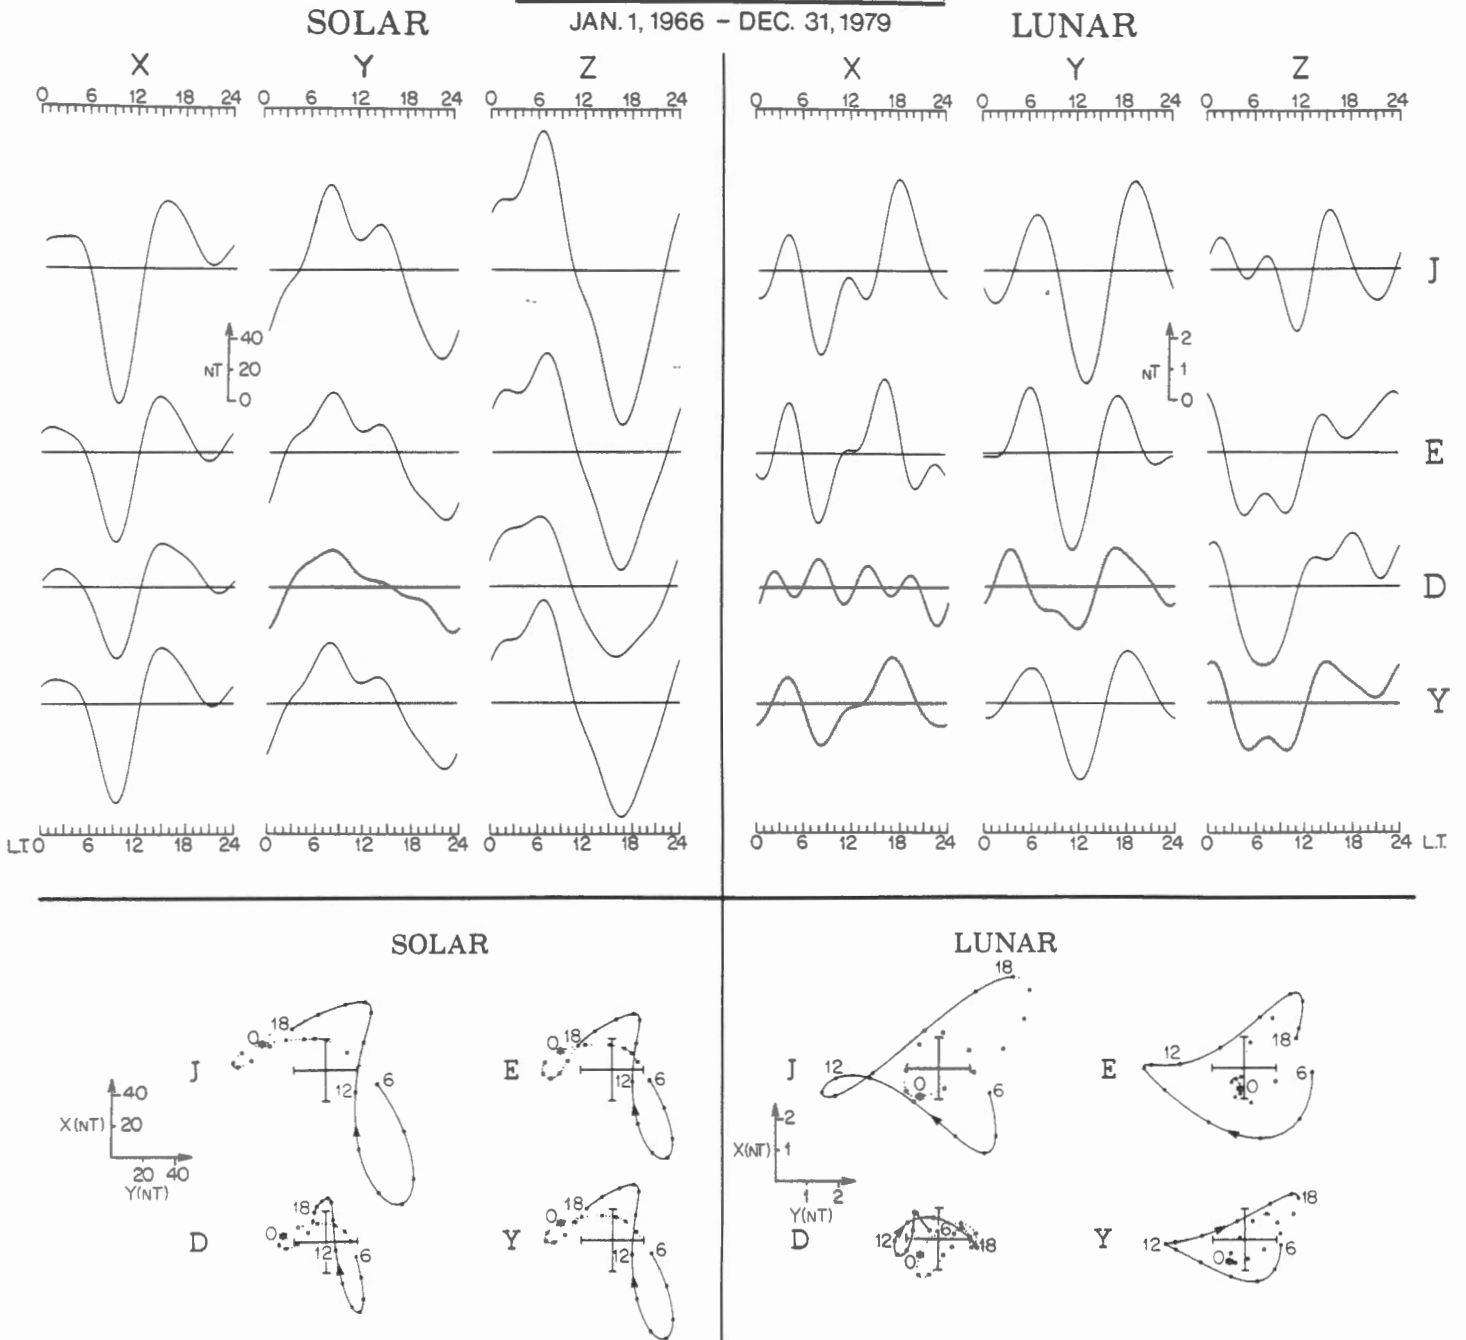 JAN. 1, 1966 – DEC. 31, 1979
SOLAR LUNAR
X Y Z X Y Z
0 6 12 18 24 0 6 12 18 24 0 6 12 18 24 0 6 12 18 24 0 6 12 18 24 0 6 12 18 24
J
40
NT 20
0
2
NT 1
0
E
D
Y
L.T. 0 6 12 18 24 0 6 12 18 24 0 6 12 18 24 0 6 12 18 24 0 6 12 18 24 0 6 12 18 24 L.T.
SOLAR LUNAR
J 0 18 12 6
E 0 18 12 6
J 12 18 0 6
E 12 18 0 6
40
X(NT) 20
20 40
Y(NT)
2
X(NT) 1
1 2
Y(NT)
D 0 18 12 6
Y 0 18 12 6
D 12 0 6 18
Y 12 0 18 6